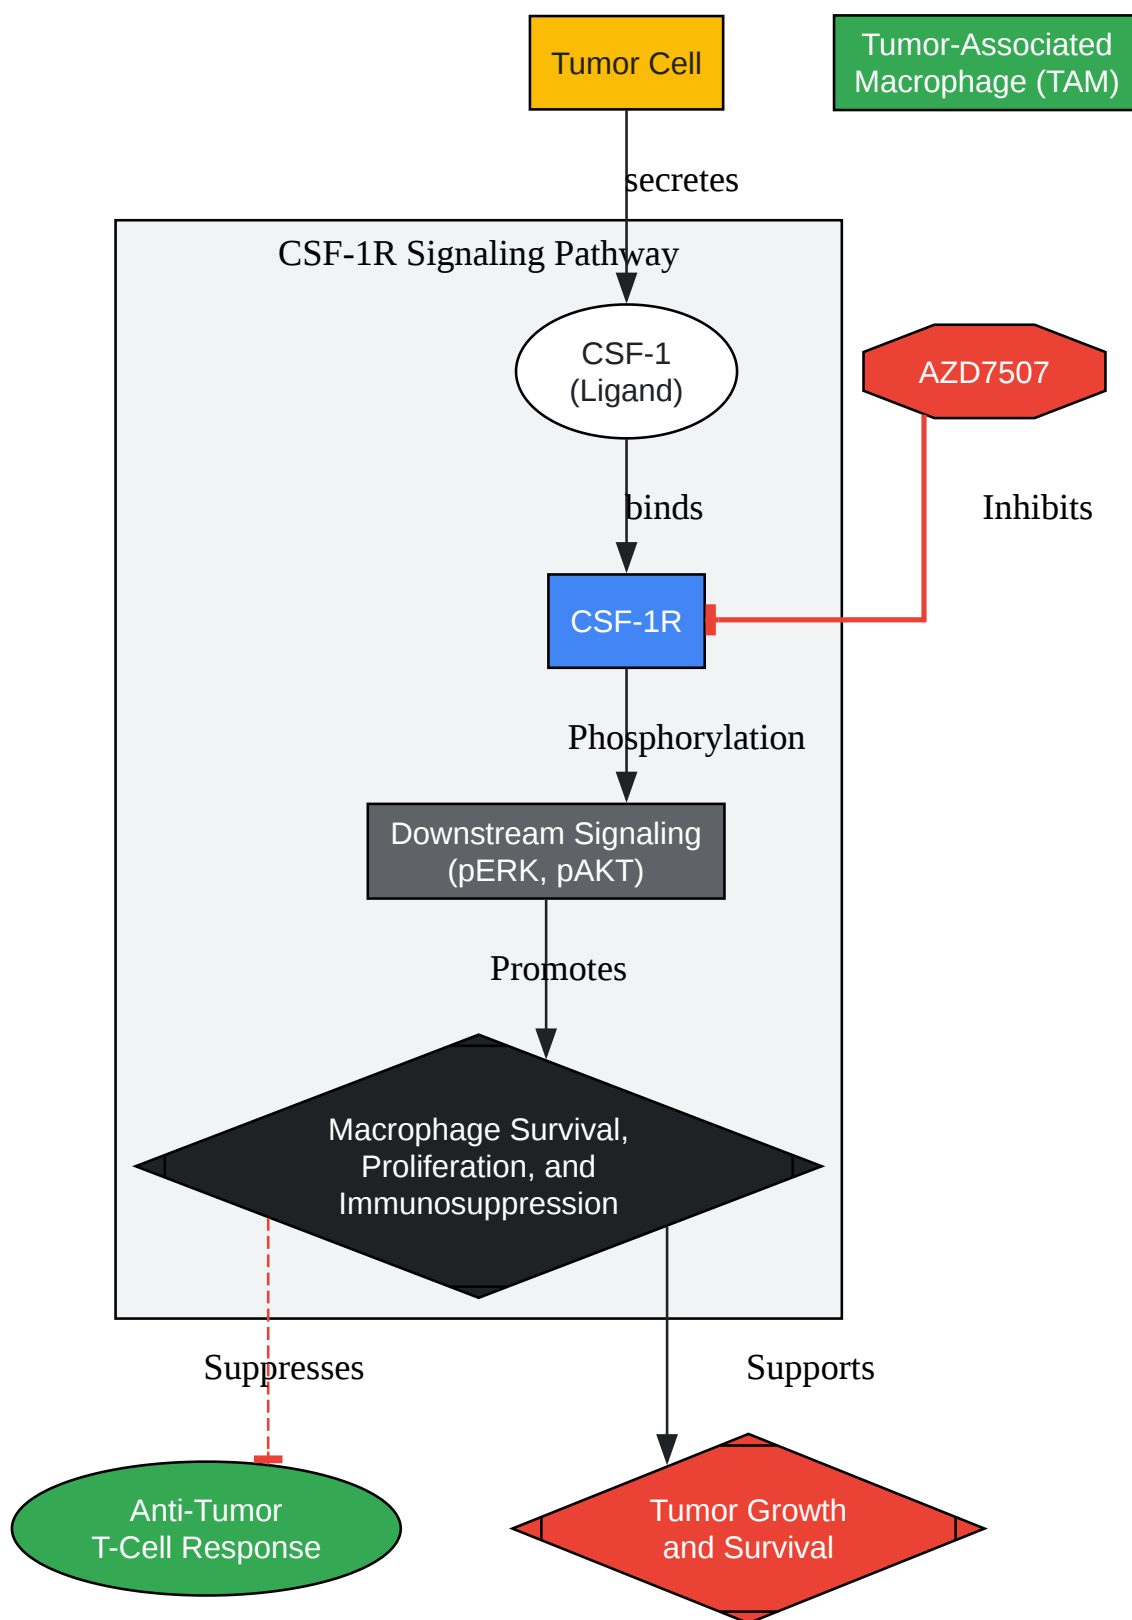 Tumor Cell
Tumor-Associated
Macrophage (TAM)
secretes
CSF-1R Signaling Pathway
CSF-1
(Ligand)
AZD7507
binds
Inhibits
CSF-1R
Phosphorylation
Downstream Signaling
(pERK, pAKT)
Promotes
Macrophage Survival,
Proliferation, and
Immunosuppression
Suppresses
Supports
Anti-Tumor
T-Cell Response
Tumor Growth
and Survival